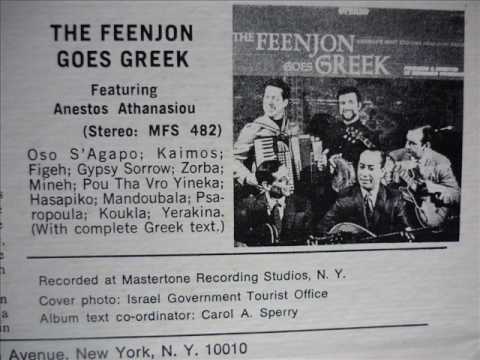 THE FEENJON
GOES GREEK
Featuring
Anestos Athanasiou
(Stereo: MFS 482)
Oso S'Agapo; Kaimos;
Figeh; Gypsy Sorrow; Zorba;
Mineh; Pou Tha Vro Yineka;
Hasapiko; Mandoubala; Psa-
ropoula; Koukla; Yerakina.
(With complete Greek text.)
STEREO
THE FEENJON
GOES GREEK
Recorded at Mastertone Recording Studios, N. Y.
Cover photo: Israel Government Tourist Office
Album text co-ordinator: Carol A. Sperry
Avenue, New York, N. Y. 10010